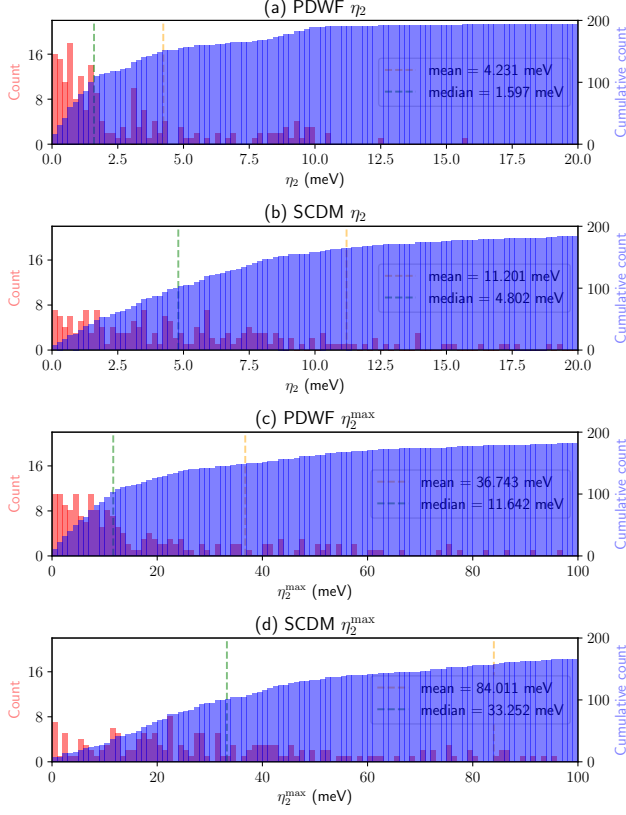 (a) PDWF η₂
16
8
0
Count
200
100
0
Cumulative count
mean = 4.231 meV
median = 1.597 meV
0.0 2.5 5.0 7.5 10.0 12.5 15.0 17.5 20.0
η₂ (meV)
(b) SCDM η₂
16
8
0
Count
200
100
0
Cumulative count
mean = 11.201 meV
median = 4.802 meV
0.0 2.5 5.0 7.5 10.0 12.5 15.0 17.5 20.0
η₂ (meV)
(c) PDWF η₂ᵐᵃˣ
16
8
0
Count
200
100
0
Cumulative count
mean = 36.743 meV
median = 11.642 meV
0 20 40 60 80 100
η₂ᵐᵃˣ (meV)
(d) SCDM η₂ᵐᵃˣ
16
8
0
Count
200
100
0
Cumulative count
mean = 84.011 meV
median = 33.252 meV
0 20 40 60 80 100
η₂ᵐᵃˣ (meV)